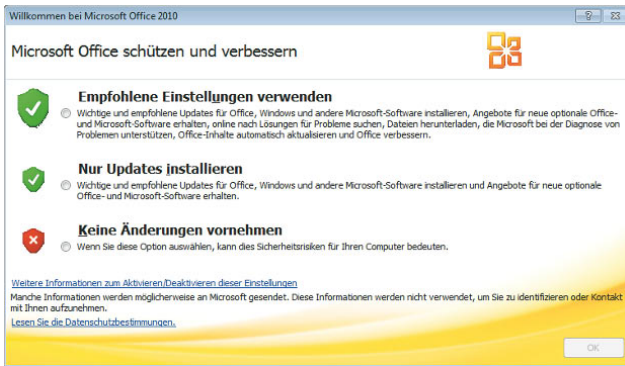 Willkommen bei Microsoft Office 2010
Microsoft Office schützen und verbessern
Empfohlene Einstellungen verwenden
Wichtige und empfohlene Updates für Office, Windows und andere Microsoft-Software installieren, Angebote für neue optionale Office-
und Microsoft-Software erhalten, online nach Lösungen für Probleme suchen, Dateien herunterladen, die Microsoft bei der Diagnose von
Problemen unterstützen, Office-Inhalte automatisch aktualisieren und Office verbessern.
Nur Updates installieren
Wichtige und empfohlene Updates für Office, Windows und andere Microsoft-Software installieren und Angebote für neue optionale
Office- und Microsoft-Software erhalten.
Keine Änderungen vornehmen
Wenn Sie diese Option auswählen, kann dies Sicherheitsrisiken für Ihren Computer bedeuten.
Weitere Informationen zum Aktivieren/Deaktivieren dieser Einstellungen
Manche Informationen werden möglicherweise an Microsoft gesendet. Diese Informationen werden nicht verwendet, um Sie zu identifizieren oder Kontakt
mit Ihnen aufzunehmen.
Lesen Sie die Datenschutzbestimmungen.
OK